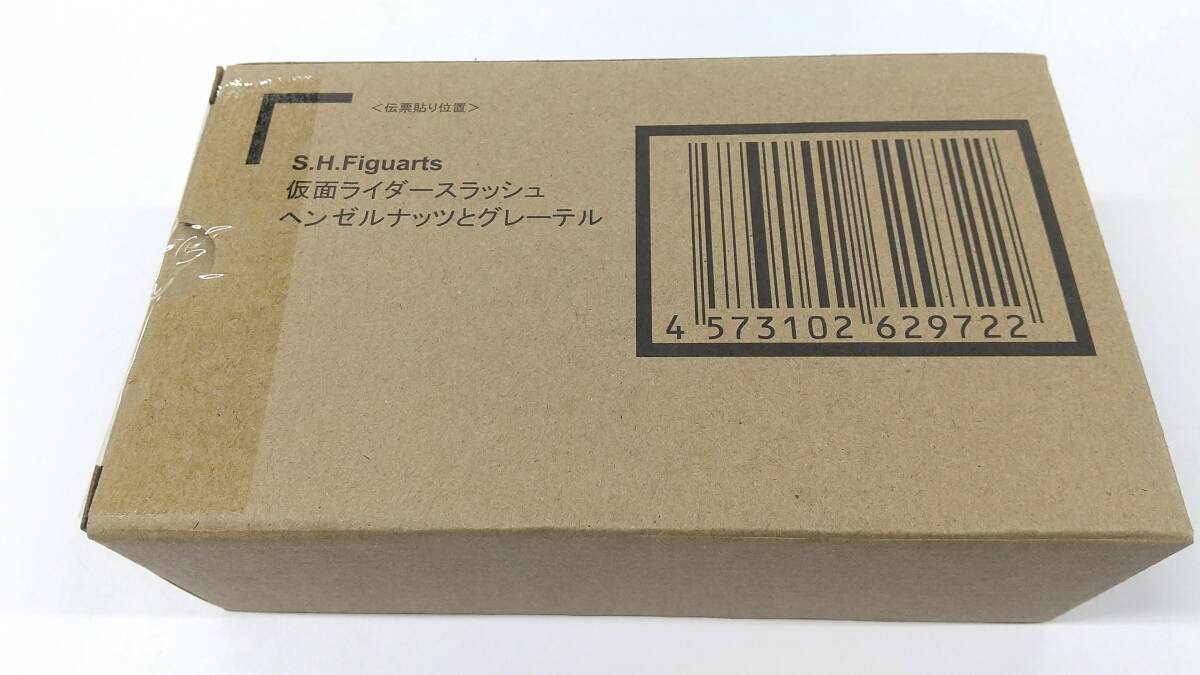 ＜伝票貼り位置＞
S.H.Figuarts
仮面ライダースラッシュ
ヘンゼルナッツとグレーテル
4 573102 629722